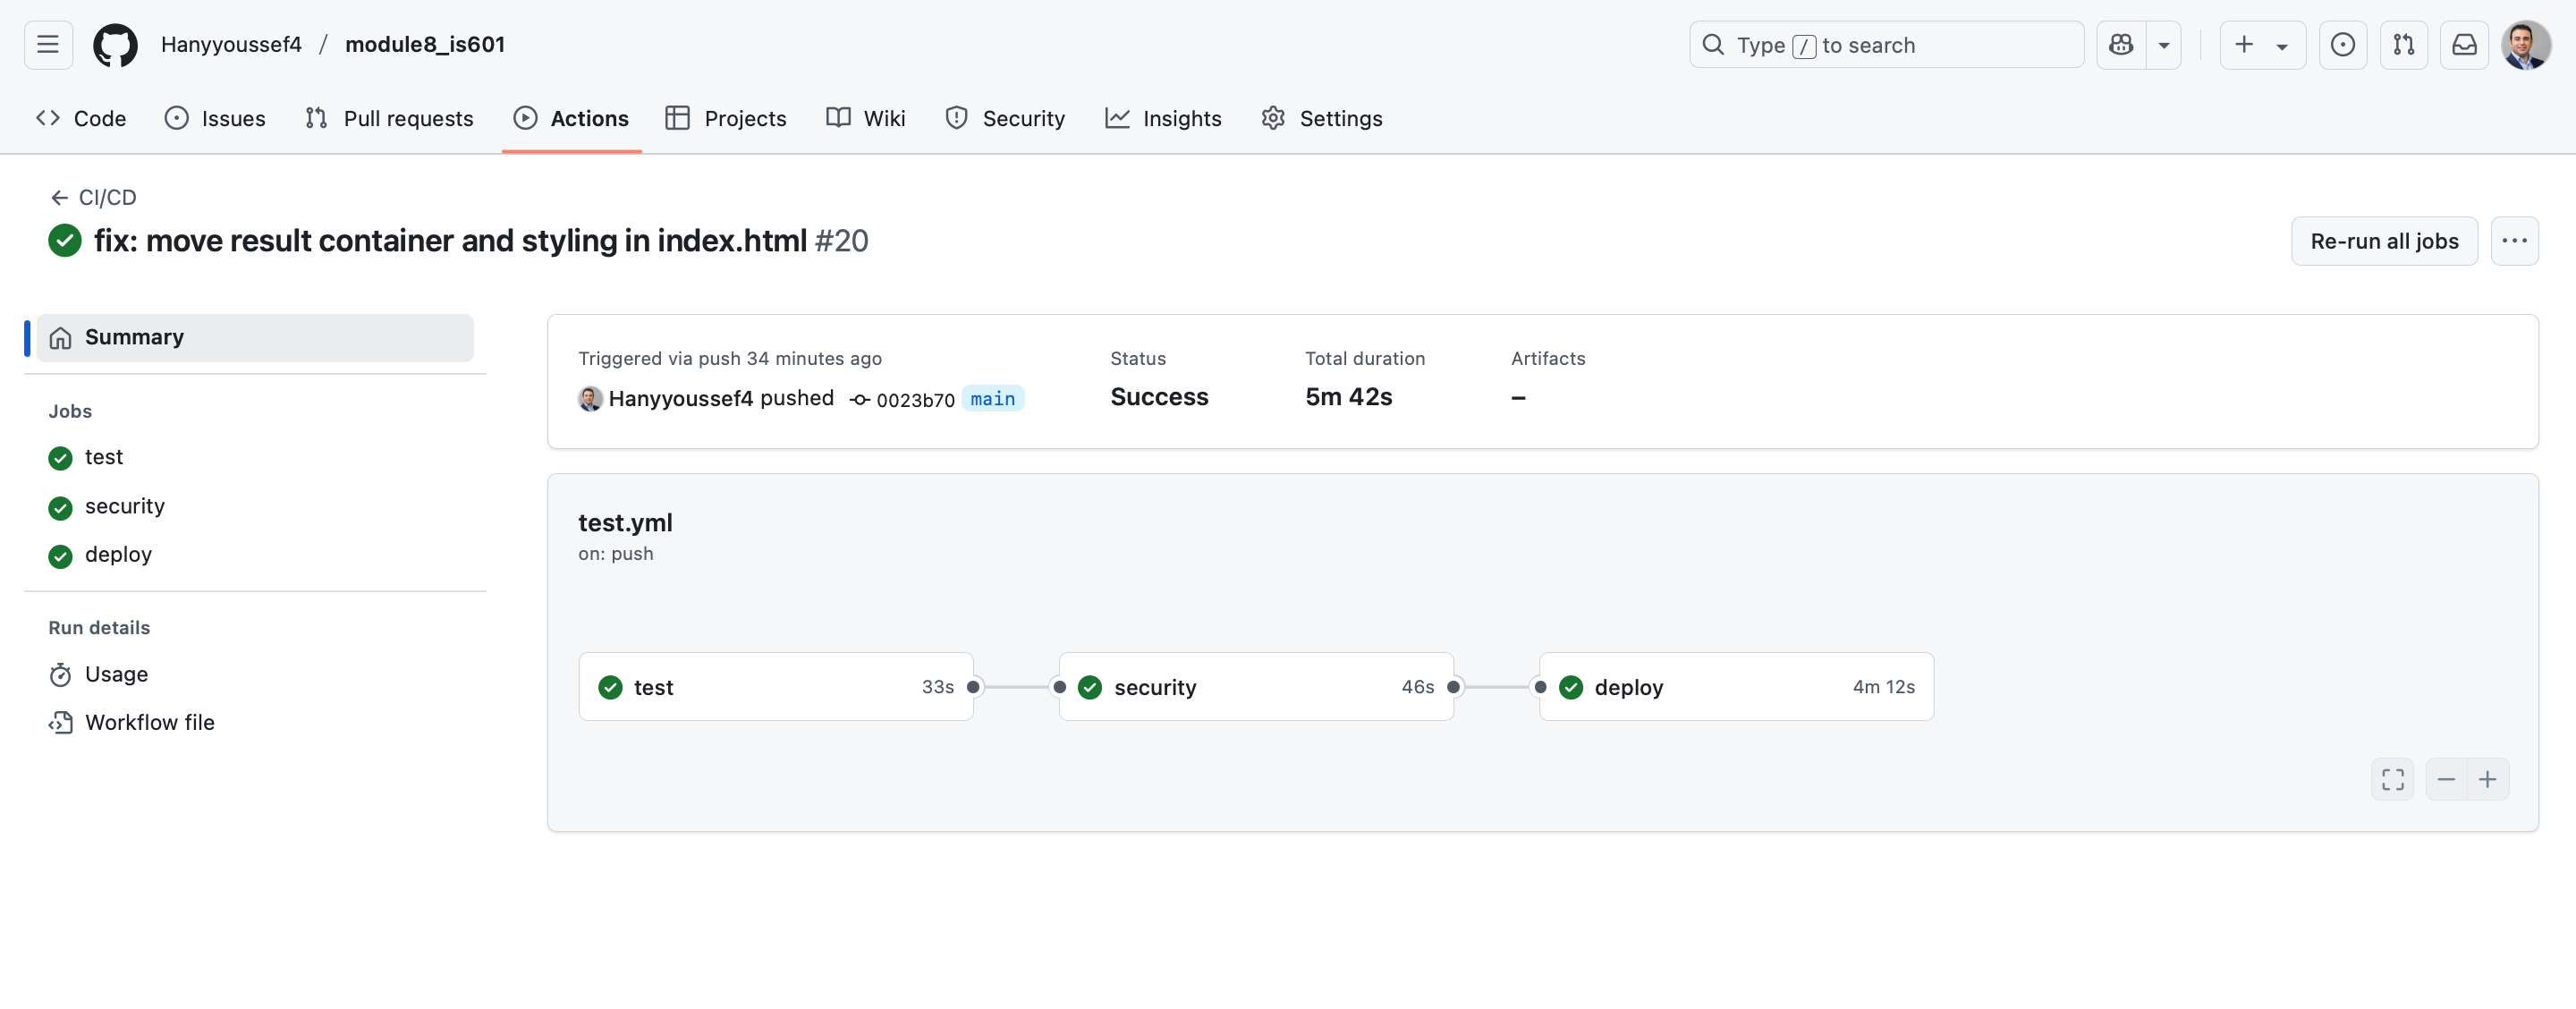 Hanyyoussef4 / module8_is601
Type / to search
Code Issues Pull requests Actions Projects Wiki Security Insights Settings
CI/CD
fix: move result container and styling in index.html #20
Re-run all jobs
Summary
Jobs
test
security
deploy
Run details
Usage
Workflow file
Triggered via push 34 minutes ago
Hanyyoussef4 pushed 0023b70 main
Status
Success
Total duration
5m 42s
Artifacts
–
test.yml
on: push
test 33s
security 46s
deploy 4m 12s